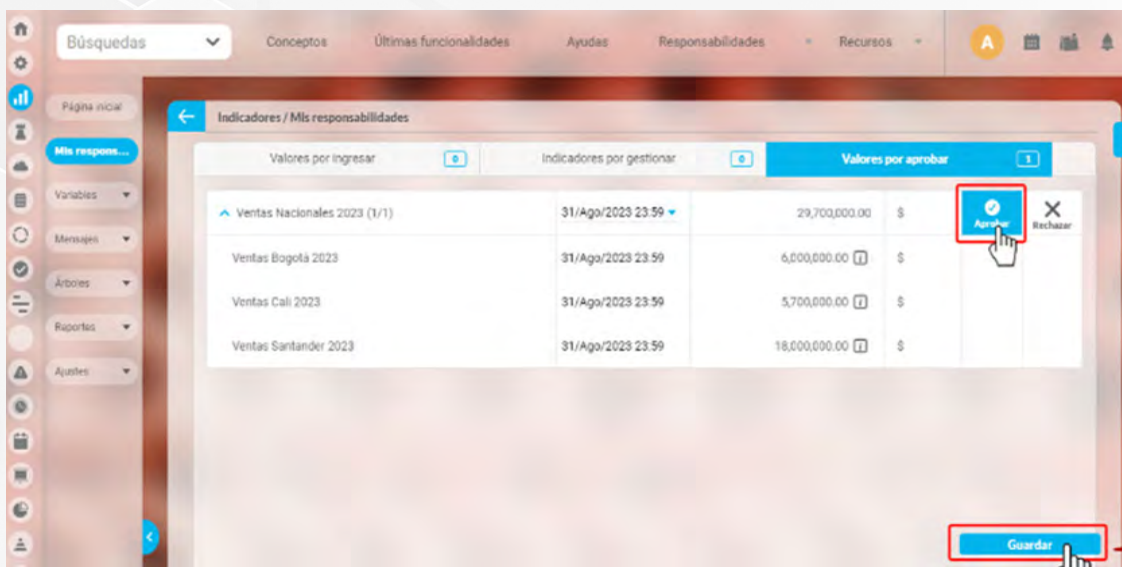 Búsquedas
Conceptos Últimas funcionalidades Ayudas Responsabilidades Recursos A
Página inicial
Mis respons...
Variables
Mensajes
Árboles
Reportes
Ajustes
Indicadores / Mis responsabilidades
Valores por ingresar 0 Indicadores por gestionar 0 Valores por aprobar 1
Ventas Nacionales 2023 (1/1) 31/Ago/2023 23:59 29,700,000.00 $ Aprobar Rechazar
Ventas Bogotá 2023 31/Ago/2023 23:59 6,000,000.00 i $
Ventas Cali 2023 31/Ago/2023 23:59 5,700,000.00 i $
Ventas Santander 2023 31/Ago/2023 23:59 18,000,000.00 i $
Guardar